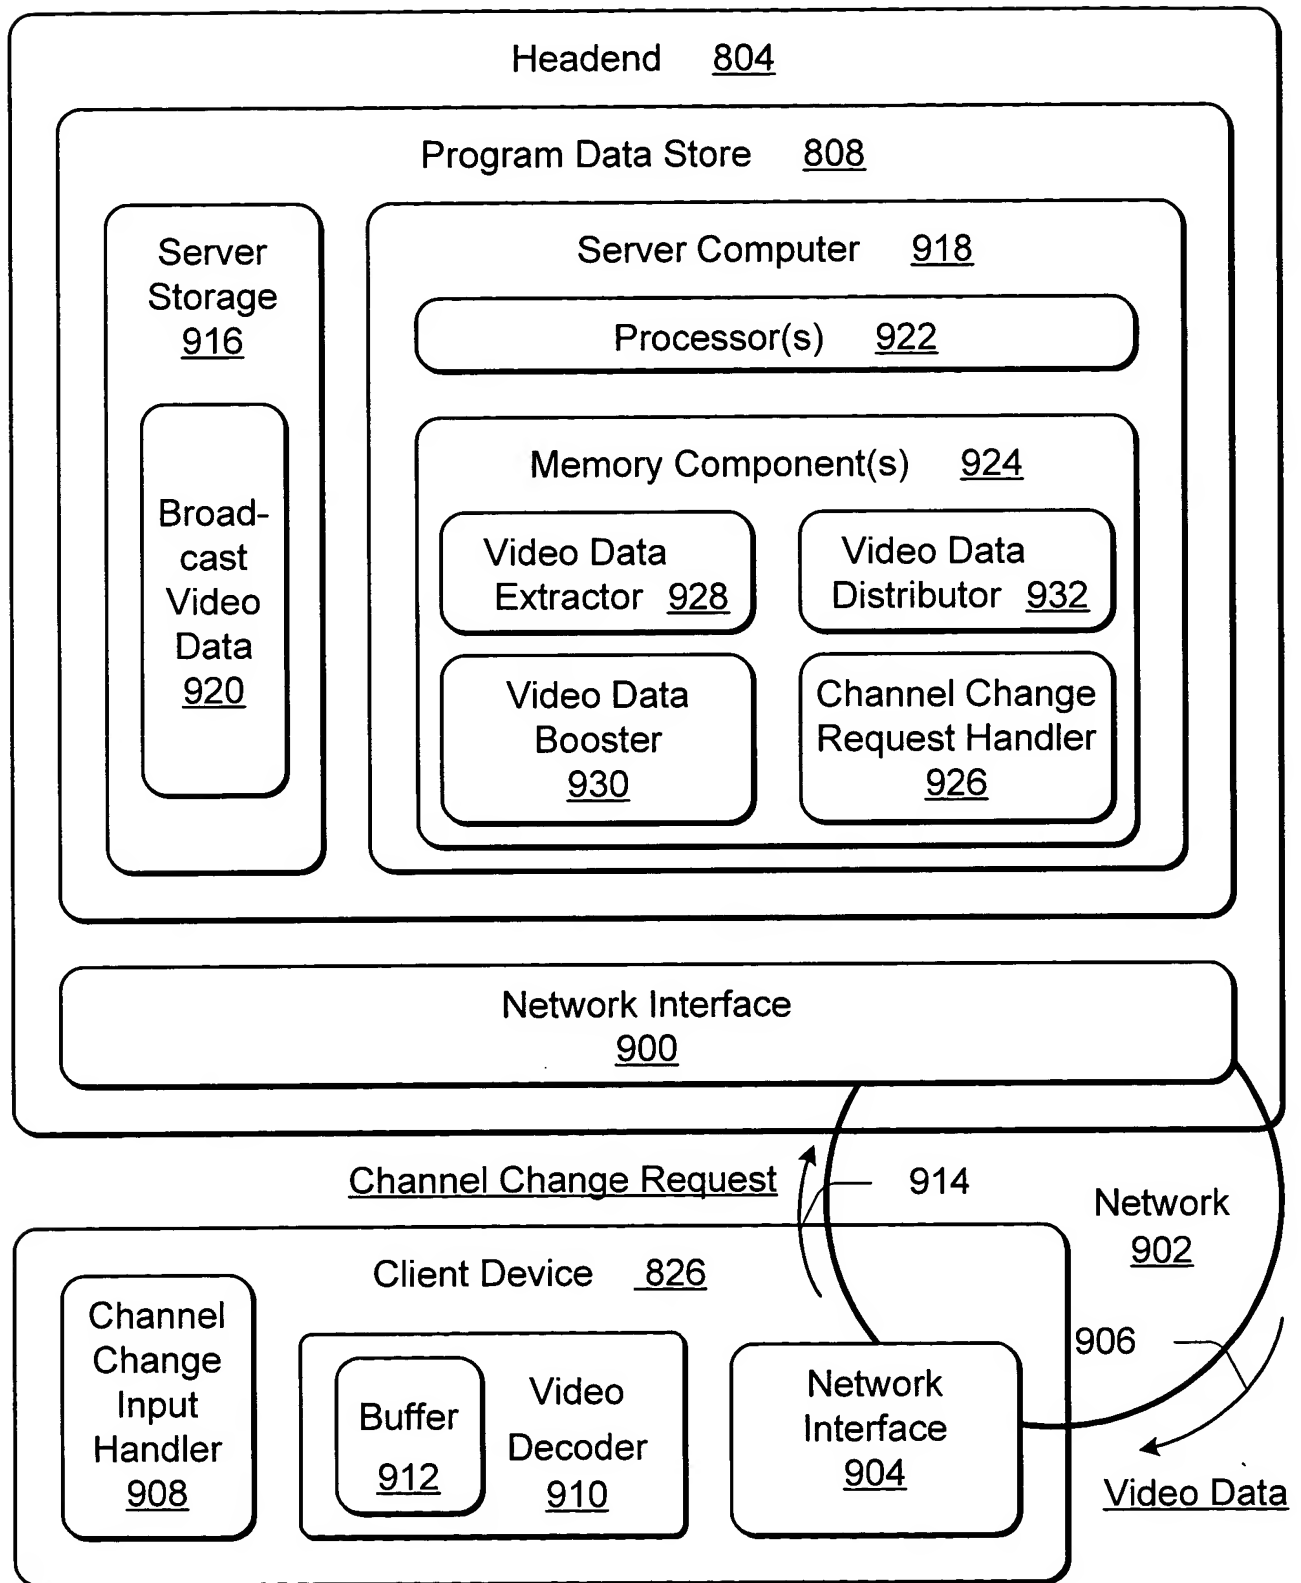 Headend 804
Program Data Store 808
Server
Storage
916
Broad-
cast
Video
Data
920
Server Computer 918
Processor(s) 922
Memory Component(s) 924
Video Data
Extractor 928
Video Data
Distributor 932
Video Data
Booster
930
Channel Change
Request Handler
926
Network Interface
900
Channel Change Request
914
Network
902
Client Device 826
Channel
Change
Input
Handler
908
Buffer
912
Video
Decoder
910
Network
Interface
904
906
Video Data